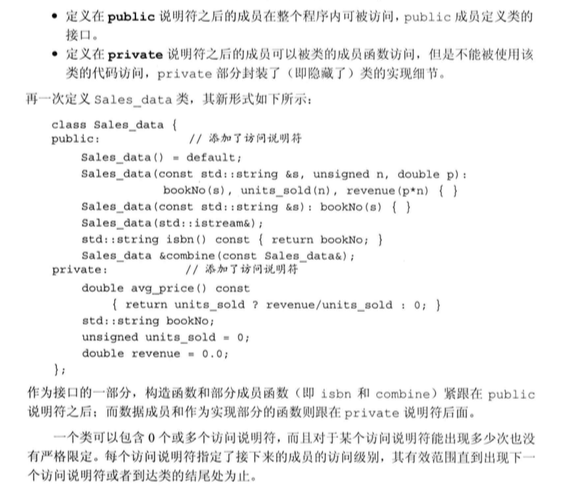 • 定义在 public 说明符之后的成员在整个程序内可被访问，public 成员定义类的
接口。
• 定义在 private 说明符之后的成员可以被类的成员函数访问，但是不能被使用该
类的代码访问，private 部分封装了（即隐藏了）类的实现细节。
再一次定义 Sales_data 类，其新形式如下所示：
class Sales_data {
public:            // 添加了访问说明符
    Sales_data() = default;
    Sales_data(const std::string &s, unsigned n, double p):
               bookNo(s), units_sold(n), revenue(p*n) { }
    Sales_data(const std::string &s): bookNo(s) { }
    Sales_data(std::istream&);
    std::string isbn() const { return bookNo; }
    Sales_data &combine(const Sales_data&);
private:           // 添加了访问说明符
    double avg_price() const
        { return units_sold ? revenue/units_sold : 0; }
    std::string bookNo;
    unsigned units_sold = 0;
    double revenue = 0.0;
};
作为接口的一部分，构造函数和部分成员函数（即 isbn 和 combine）紧跟在 public
说明符之后；而数据成员和作为实现部分的函数则跟在 private 说明符后面。
一个类可以包含 0 个或多个访问说明符，而且对于某个访问说明符能出现多少次也没
有严格限定。每个访问说明符指定了接下来的成员的访问级别，其有效范围直到出现下一
个访问说明符或者到达类的结尾处为止。